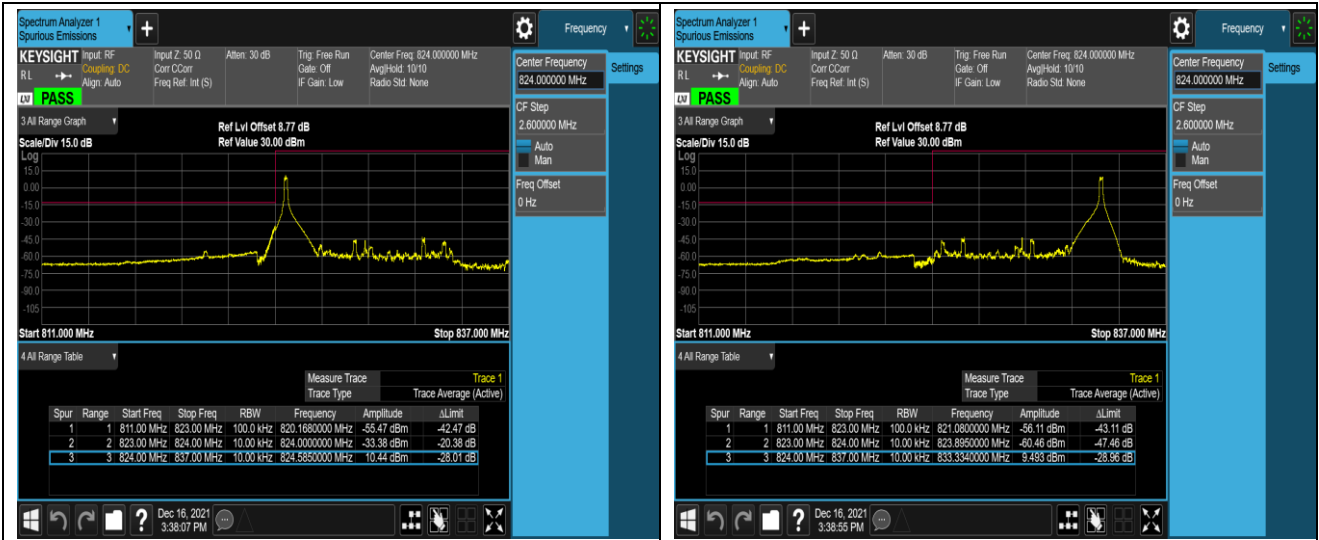 Spectrum Analyzer 1
Spurious Emissions
Frequency
KEYSIGHT
R L
LXI
PASS
Input: RF
Coupling: DC
Align: Auto
Input Z: 50 Ω
Corr CCorr
Freq Ref: Int (S)
Atten: 30 dB
Trig: Free Run
Gate: Off
IF Gain: Low
Center Freq: 824.000000 MHz
Avg|Hold: 10/10
Radio Std: None
Center Frequency
824.000000 MHz
Settings
CF Step
2.600000 MHz
Auto
Man
Freq Offset
0 Hz
3 All Range Graph
Scale/Div 15.0 dB
Ref Lvl Offset 8.77 dB
Ref Value 30.00 dBm
Log
15.0
0.00
-15.0
-30.0
-45.0
-60.0
-75.0
-90.0
-105
Start 811.000 MHz
Stop 837.000 MHz
4 All Range Table
Measure Trace Trace 1
Trace Type Trace Average (Active)
Spur Range Start Freq Stop Freq RBW Frequency Amplitude ΔLimit
1 1 811.00 MHz 823.00 MHz 100.0 kHz 820.1680000 MHz -55.47 dBm -42.47 dB
2 2 823.00 MHz 824.00 MHz 10.00 kHz 824.0000000 MHz -33.38 dBm -20.38 dB
3 3 824.00 MHz 837.00 MHz 10.00 kHz 824.5850000 MHz 10.44 dBm -28.01 dB
?
Dec 16, 2021
3:38:07 PM
Spectrum Analyzer 1
Spurious Emissions
Frequency
KEYSIGHT
R L
LXI
PASS
Input: RF
Coupling: DC
Align: Auto
Input Z: 50 Ω
Corr CCorr
Freq Ref: Int (S)
Atten: 30 dB
Trig: Free Run
Gate: Off
IF Gain: Low
Center Freq: 824.000000 MHz
Avg|Hold: 10/10
Radio Std: None
Center Frequency
824.000000 MHz
Settings
CF Step
2.600000 MHz
Auto
Man
Freq Offset
0 Hz
3 All Range Graph
Scale/Div 15.0 dB
Ref Lvl Offset 8.77 dB
Ref Value 30.00 dBm
Log
15.0
0.00
-15.0
-30.0
-45.0
-60.0
-75.0
-90.0
-105
Start 811.000 MHz
Stop 837.000 MHz
4 All Range Table
Measure Trace Trace 1
Trace Type Trace Average (Active)
Spur Range Start Freq Stop Freq RBW Frequency Amplitude ΔLimit
1 1 811.00 MHz 823.00 MHz 100.0 kHz 821.0800000 MHz -56.11 dBm -43.11 dB
2 2 823.00 MHz 824.00 MHz 10.00 kHz 823.8950000 MHz -60.46 dBm -47.46 dB
3 3 824.00 MHz 837.00 MHz 10.00 kHz 833.3340000 MHz 9.493 dBm -28.96 dB
?
Dec 16, 2021
3:38:55 PM